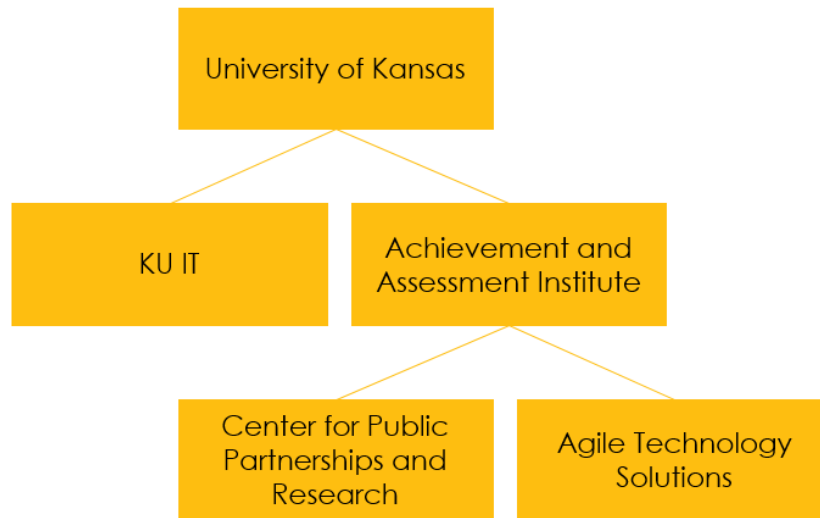 University of Kansas
KU IT
Achievement and
Assessment Institute
Center for Public
Partnerships and
Research
Agile Technology
Solutions